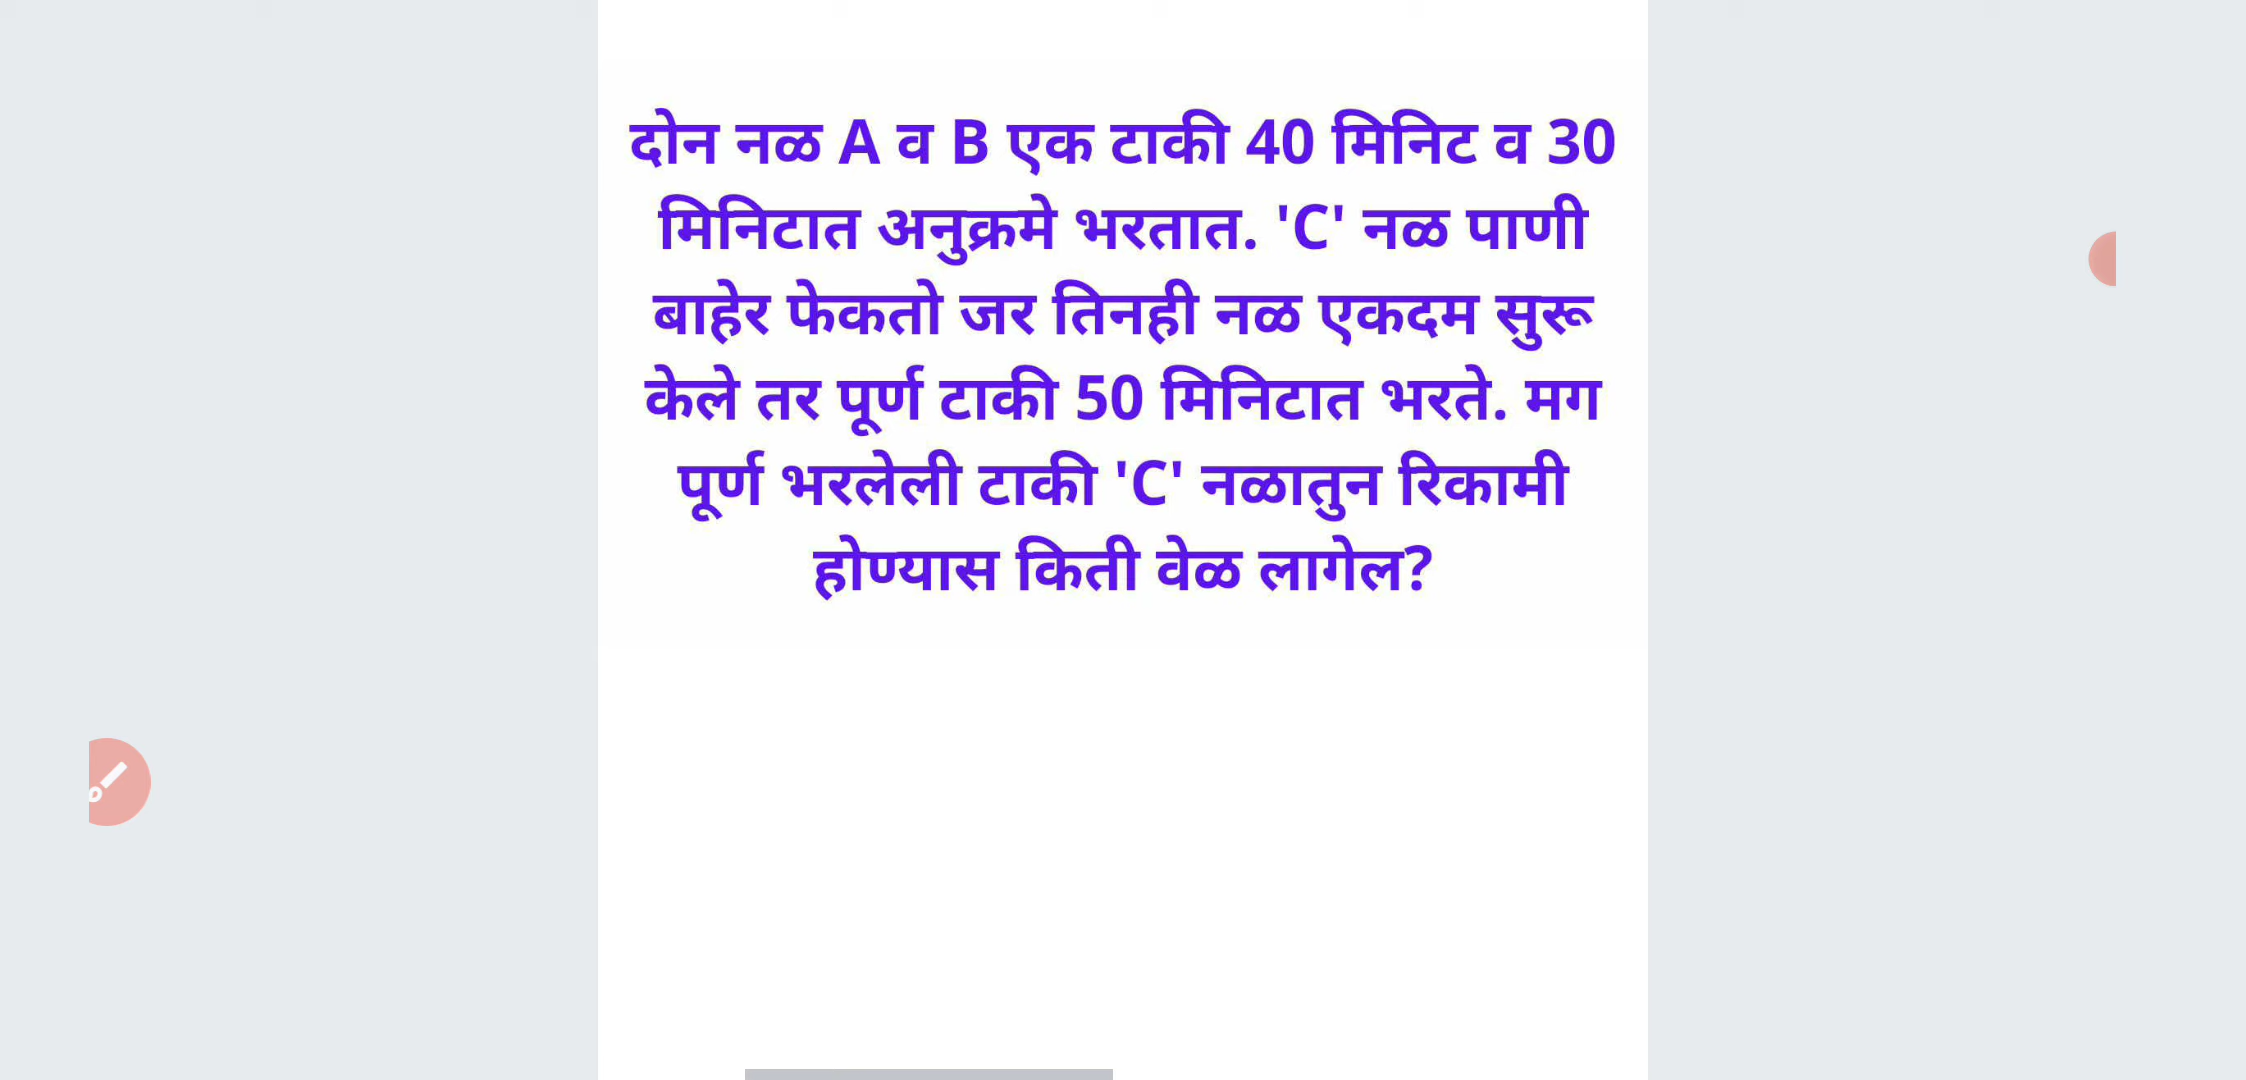 दोन नळ A व B एक टाकी 40 मिनिट व 30
मिनिटात अनुक्रमे भरतात. 'C' नळ पाणी
बाहेर फेकतो जर तिनही नळ एकदम सुरू
केले तर पूर्ण टाकी 50 मिनिटात भरते. मग
पूर्ण भरलेली टाकी 'C' नळातुन रिकामी
होण्यास किती वेळ लागेल?